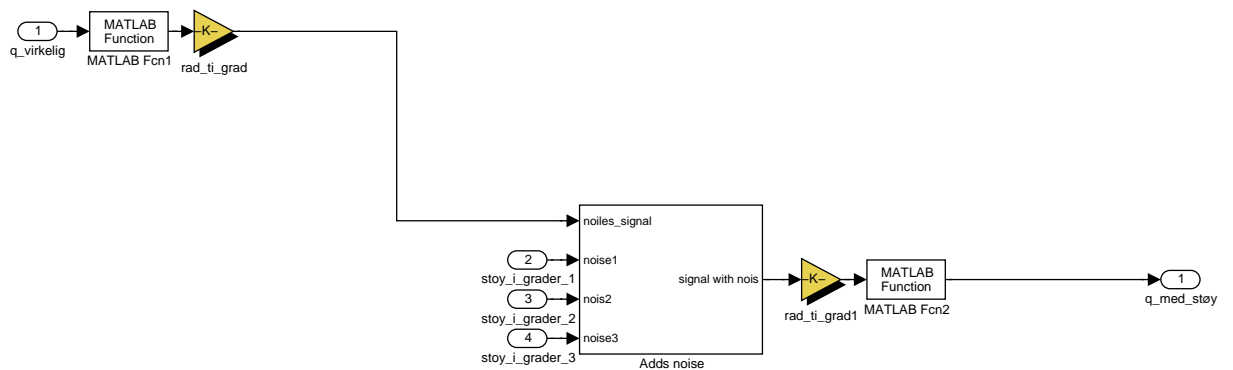 1
q_virkelig
MATLAB
Function
MATLAB Fcn1
-K-
rad_ti_grad
noiles_signal
2
stoy_i_grader_1
noise1
3
stoy_i_grader_2
nois2
4
stoy_i_grader_3
noise3
signal with nois
Adds noise
-K-
rad_ti_grad1
MATLAB
Function
MATLAB Fcn2
1
q_med_støy